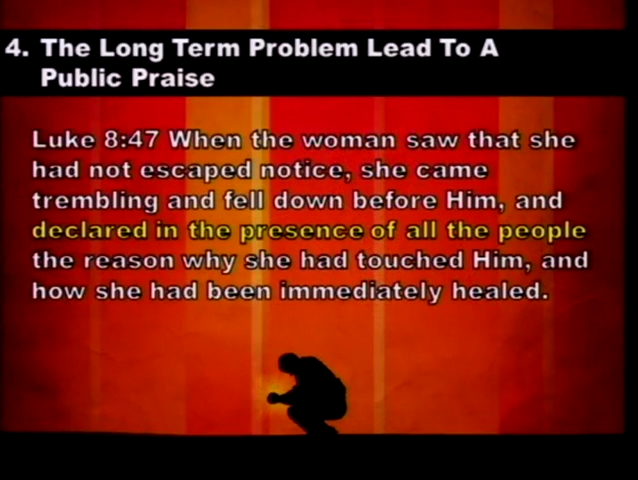 4. The Long Term Problem Lead To A
Public Praise
Luke 8:47 When the woman saw that she
had not escaped notice, she came
trembling and fell down before Him, and
declared in the presence of all the people
the reason why she had touched Him, and
how she had been immediately healed.